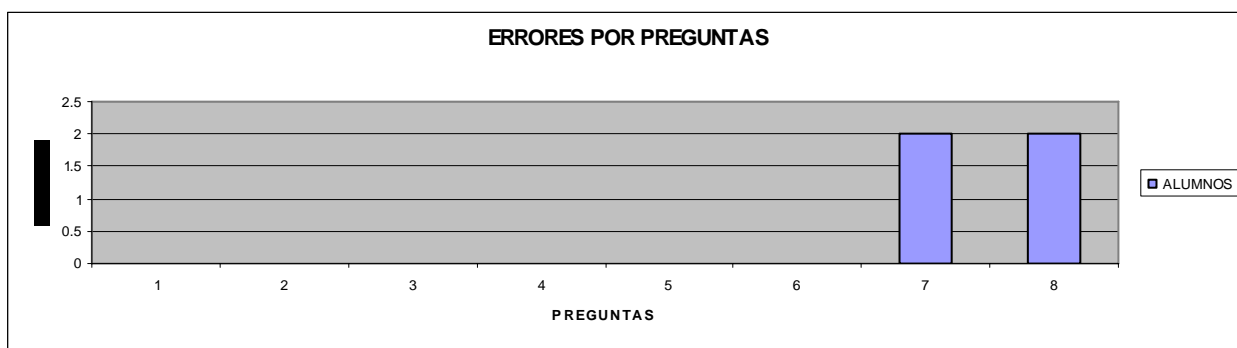 ERRORES POR PREGUNTAS
2.5
2
1.5
1
0.5
0
ALUMNOS
1 2 3 4 5 6 7 8
PREGUNTAS